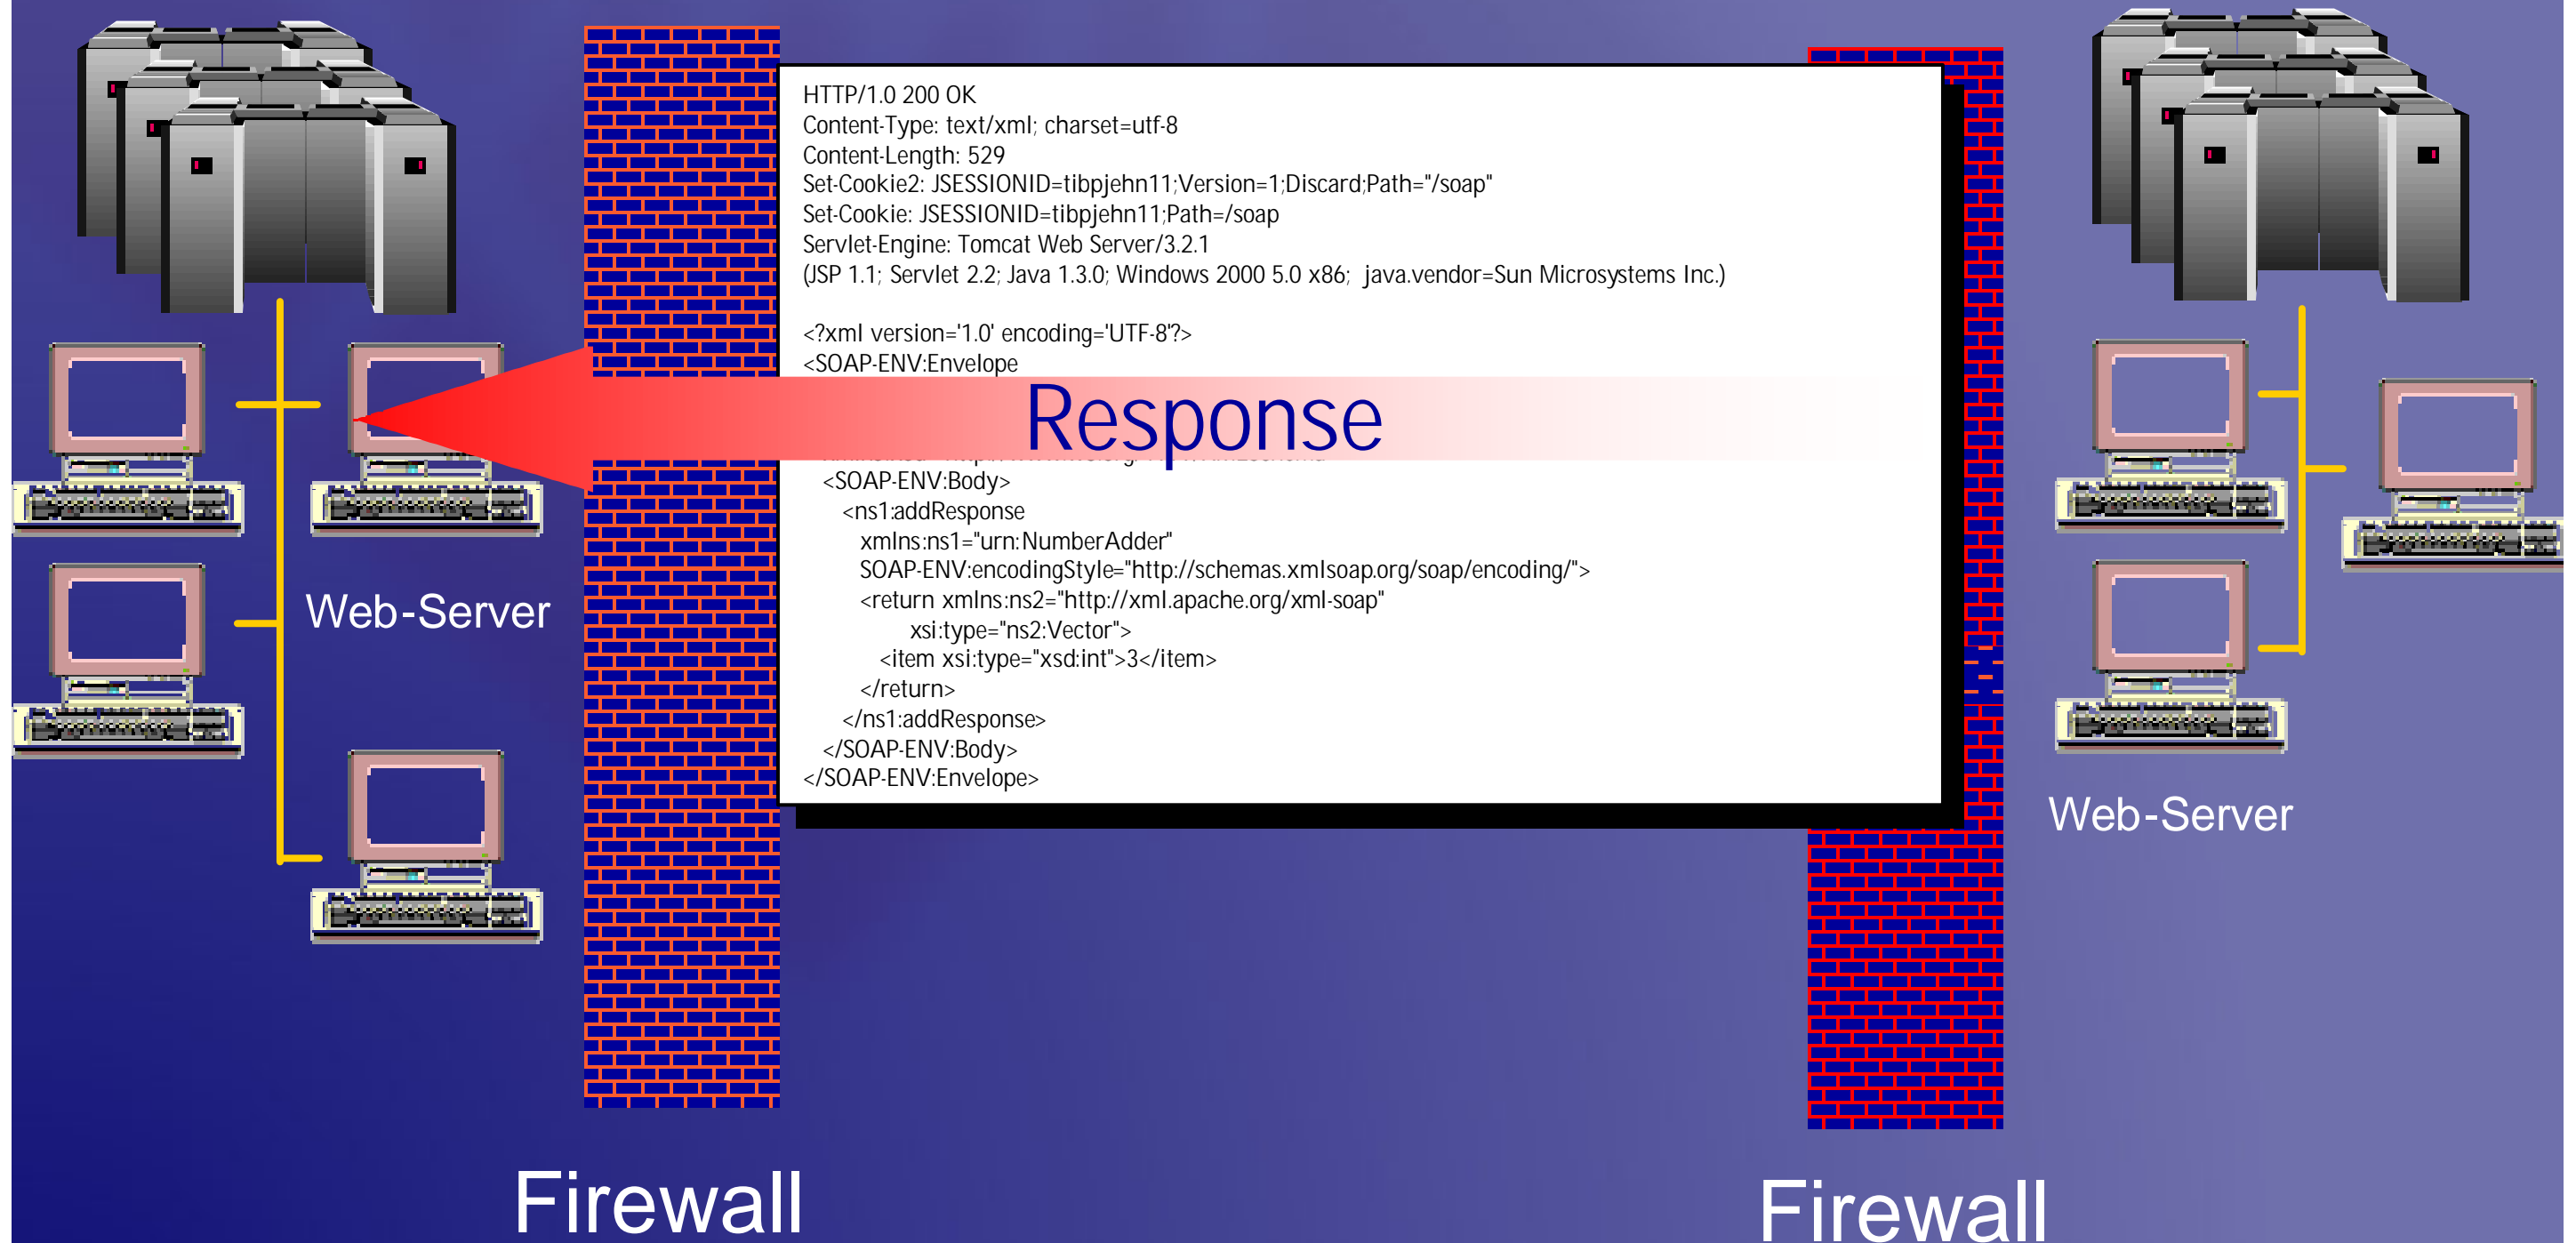 HTTP/1.0 200 OK
Content-Type: text/xml; charset=utf-8
Content-Length: 529
Set-Cookie2: JSESSIONID=tibpjehn11;Version=1;Discard;Path="/soap"
Set-Cookie: JSESSIONID=tibpjehn11;Path=/soap
Servlet-Engine: Tomcat Web Server/3.2.1
(JSP 1.1; Servlet 2.2; Java 1.3.0; Windows 2000 5.0 x86; java.vendor=Sun Microsystems Inc.)
<?xml version='1.0' encoding='UTF-8'?>
<SOAP-ENV:Envelope
Response
<SOAP-ENV:Body>
<ns1:addResponse
xmlns:ns1="urn:NumberAdder"
SOAP-ENV:encodingStyle="http://schemas.xmlsoap.org/soap/encoding/">
<return xmlns:ns2="http://xml.apache.org/xml-soap"
xsi:type="ns2:Vector">
<item xsi:type="xsd:int">3</item>
</return>
</ns1:addResponse>
</SOAP-ENV:Body>
</SOAP-ENV:Envelope>
Web-Server
Web-Server
Firewall
Firewall